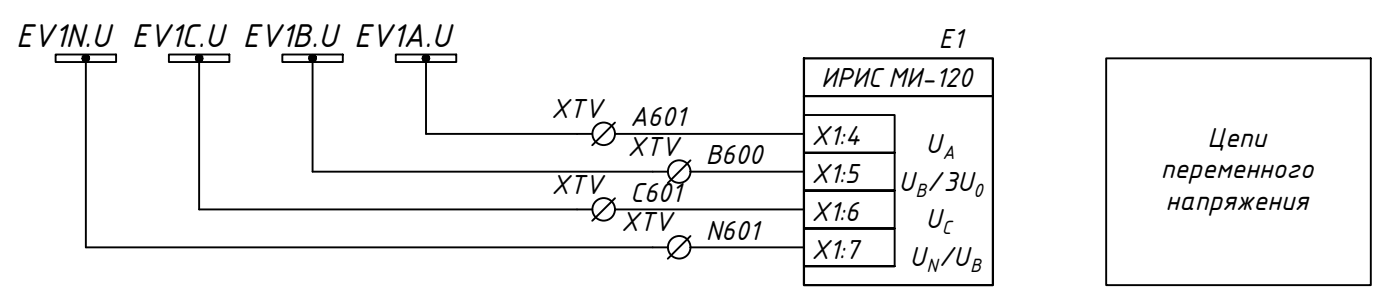 EV1N.U EV1C.U EV1B.U EV1A.U
E1
ИРИС МИ-120
XTV A601 X1:4 U_A
XTV B600 X1:5 U_B/3U_0
XTV C601 X1:6 U_C
XTV N601 X1:7 U_N/U_B
Цепи
переменного
напряжения